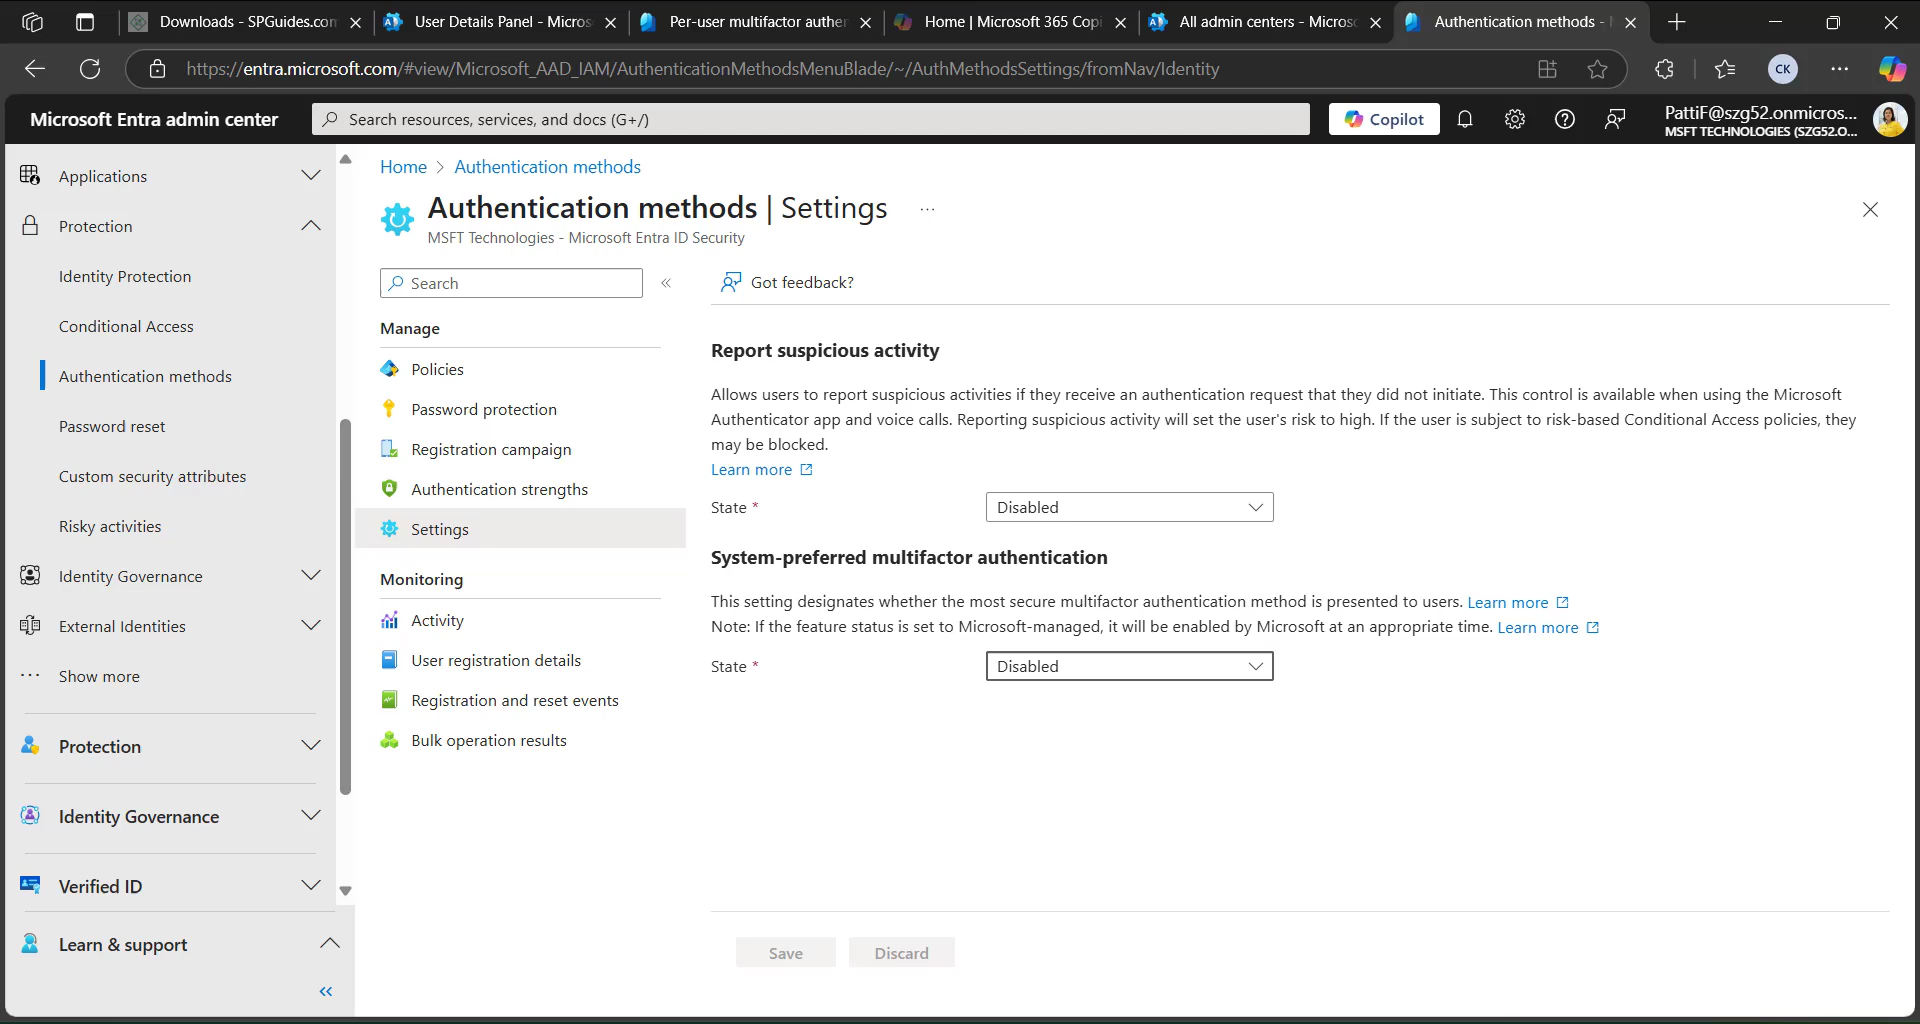 Downloads - SPGuides.com
User Details Panel - Micros
Per-user multifactor authen
Home | Microsoft 365 Copi
All admin centers - Microso
Authentication methods -
https://entra.microsoft.com/#view/Microsoft_AAD_IAM/AuthenticationMethodsMenuBlade/~/AuthMethodsSettings/fromNav/Identity
CK
Microsoft Entra admin center
Search resources, services, and docs (G+/)
Copilot
PattiF@szg52.onmicros...
MSFT TECHNOLOGIES (SZG52.O...
Applications
Protection
Identity Protection
Conditional Access
Authentication methods
Password reset
Custom security attributes
Risky activities
Identity Governance
External Identities
Show more
Protection
Identity Governance
Verified ID
Learn & support
Home > Authentication methods
Authentication methods | Settings
MSFT Technologies - Microsoft Entra ID Security
Search
Manage
Policies
Password protection
Registration campaign
Authentication strengths
Settings
Monitoring
Activity
User registration details
Registration and reset events
Bulk operation results
Got feedback?
Report suspicious activity
Allows users to report suspicious activities if they receive an authentication request that they did not initiate. This control is available when using the Microsoft
Authenticator app and voice calls. Reporting suspicious activity will set the user's risk to high. If the user is subject to risk-based Conditional Access policies, they
may be blocked.
Learn more
State * Disabled
System-preferred multifactor authentication
This setting designates whether the most secure multifactor authentication method is presented to users. Learn more
Note: If the feature status is set to Microsoft-managed, it will be enabled by Microsoft at an appropriate time. Learn more
State * Disabled
Save
Discard